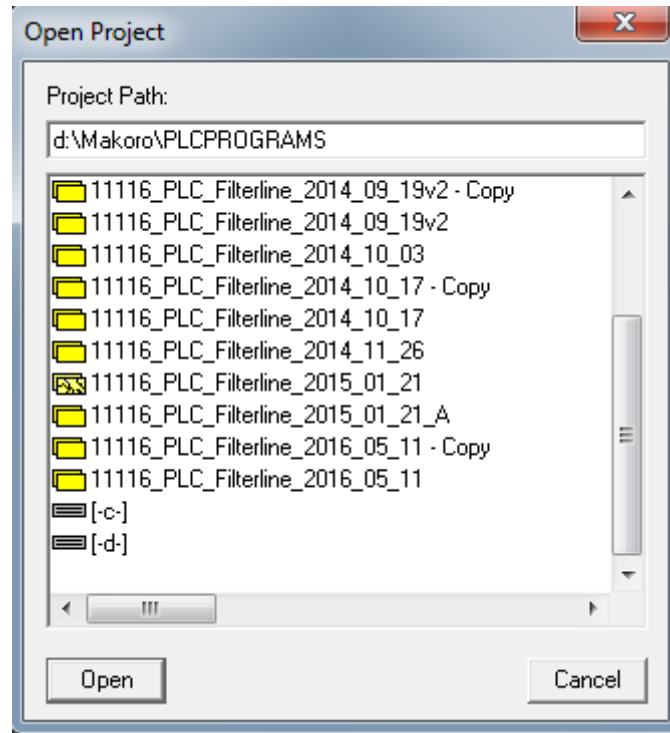 Open Project
Project Path:
d:\Makoro\PLCPROGRAMS
11116_PLC_Filterline_2014_09_19v2 - Copy
11116_PLC_Filterline_2014_09_19v2
11116_PLC_Filterline_2014_10_03
11116_PLC_Filterline_2014_10_17 - Copy
11116_PLC_Filterline_2014_10_17
11116_PLC_Filterline_2014_11_26
11116_PLC_Filterline_2015_01_21
11116_PLC_Filterline_2015_01_21_A
11116_PLC_Filterline_2016_05_11 - Copy
11116_PLC_Filterline_2016_05_11
[-c-]
[-d-]
Open Cancel